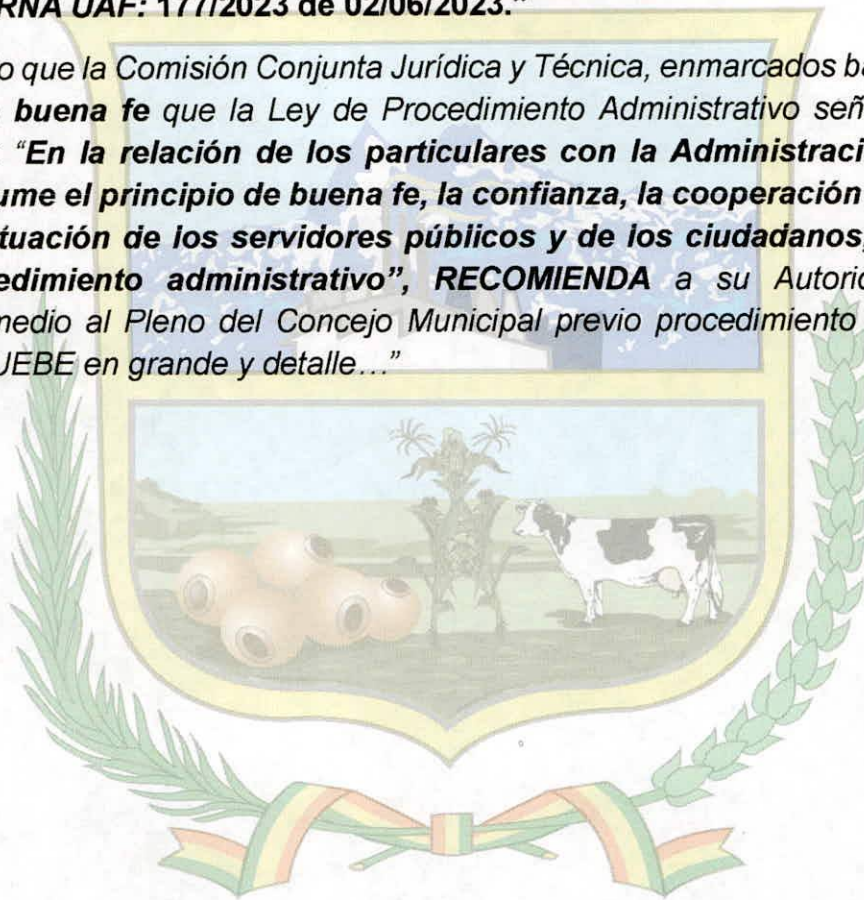 RNA UAF: 177/2023 de 02/06/2023."
o que la Comisión Conjunta Jurídica y Técnica, enmarcados ba
buena fe que la Ley de Procedimiento Administrativo señ
"En la relación de los particulares con la Administraci
ume el principio de buena fe, la confianza, la cooperación
tuación de los servidores públicos y de los ciudadanos,
edimiento administrativo", RECOMIENDA a su Autorid
nedio al Pleno del Concejo Municipal previo procedimiento
UEBE en grande y detalle…"